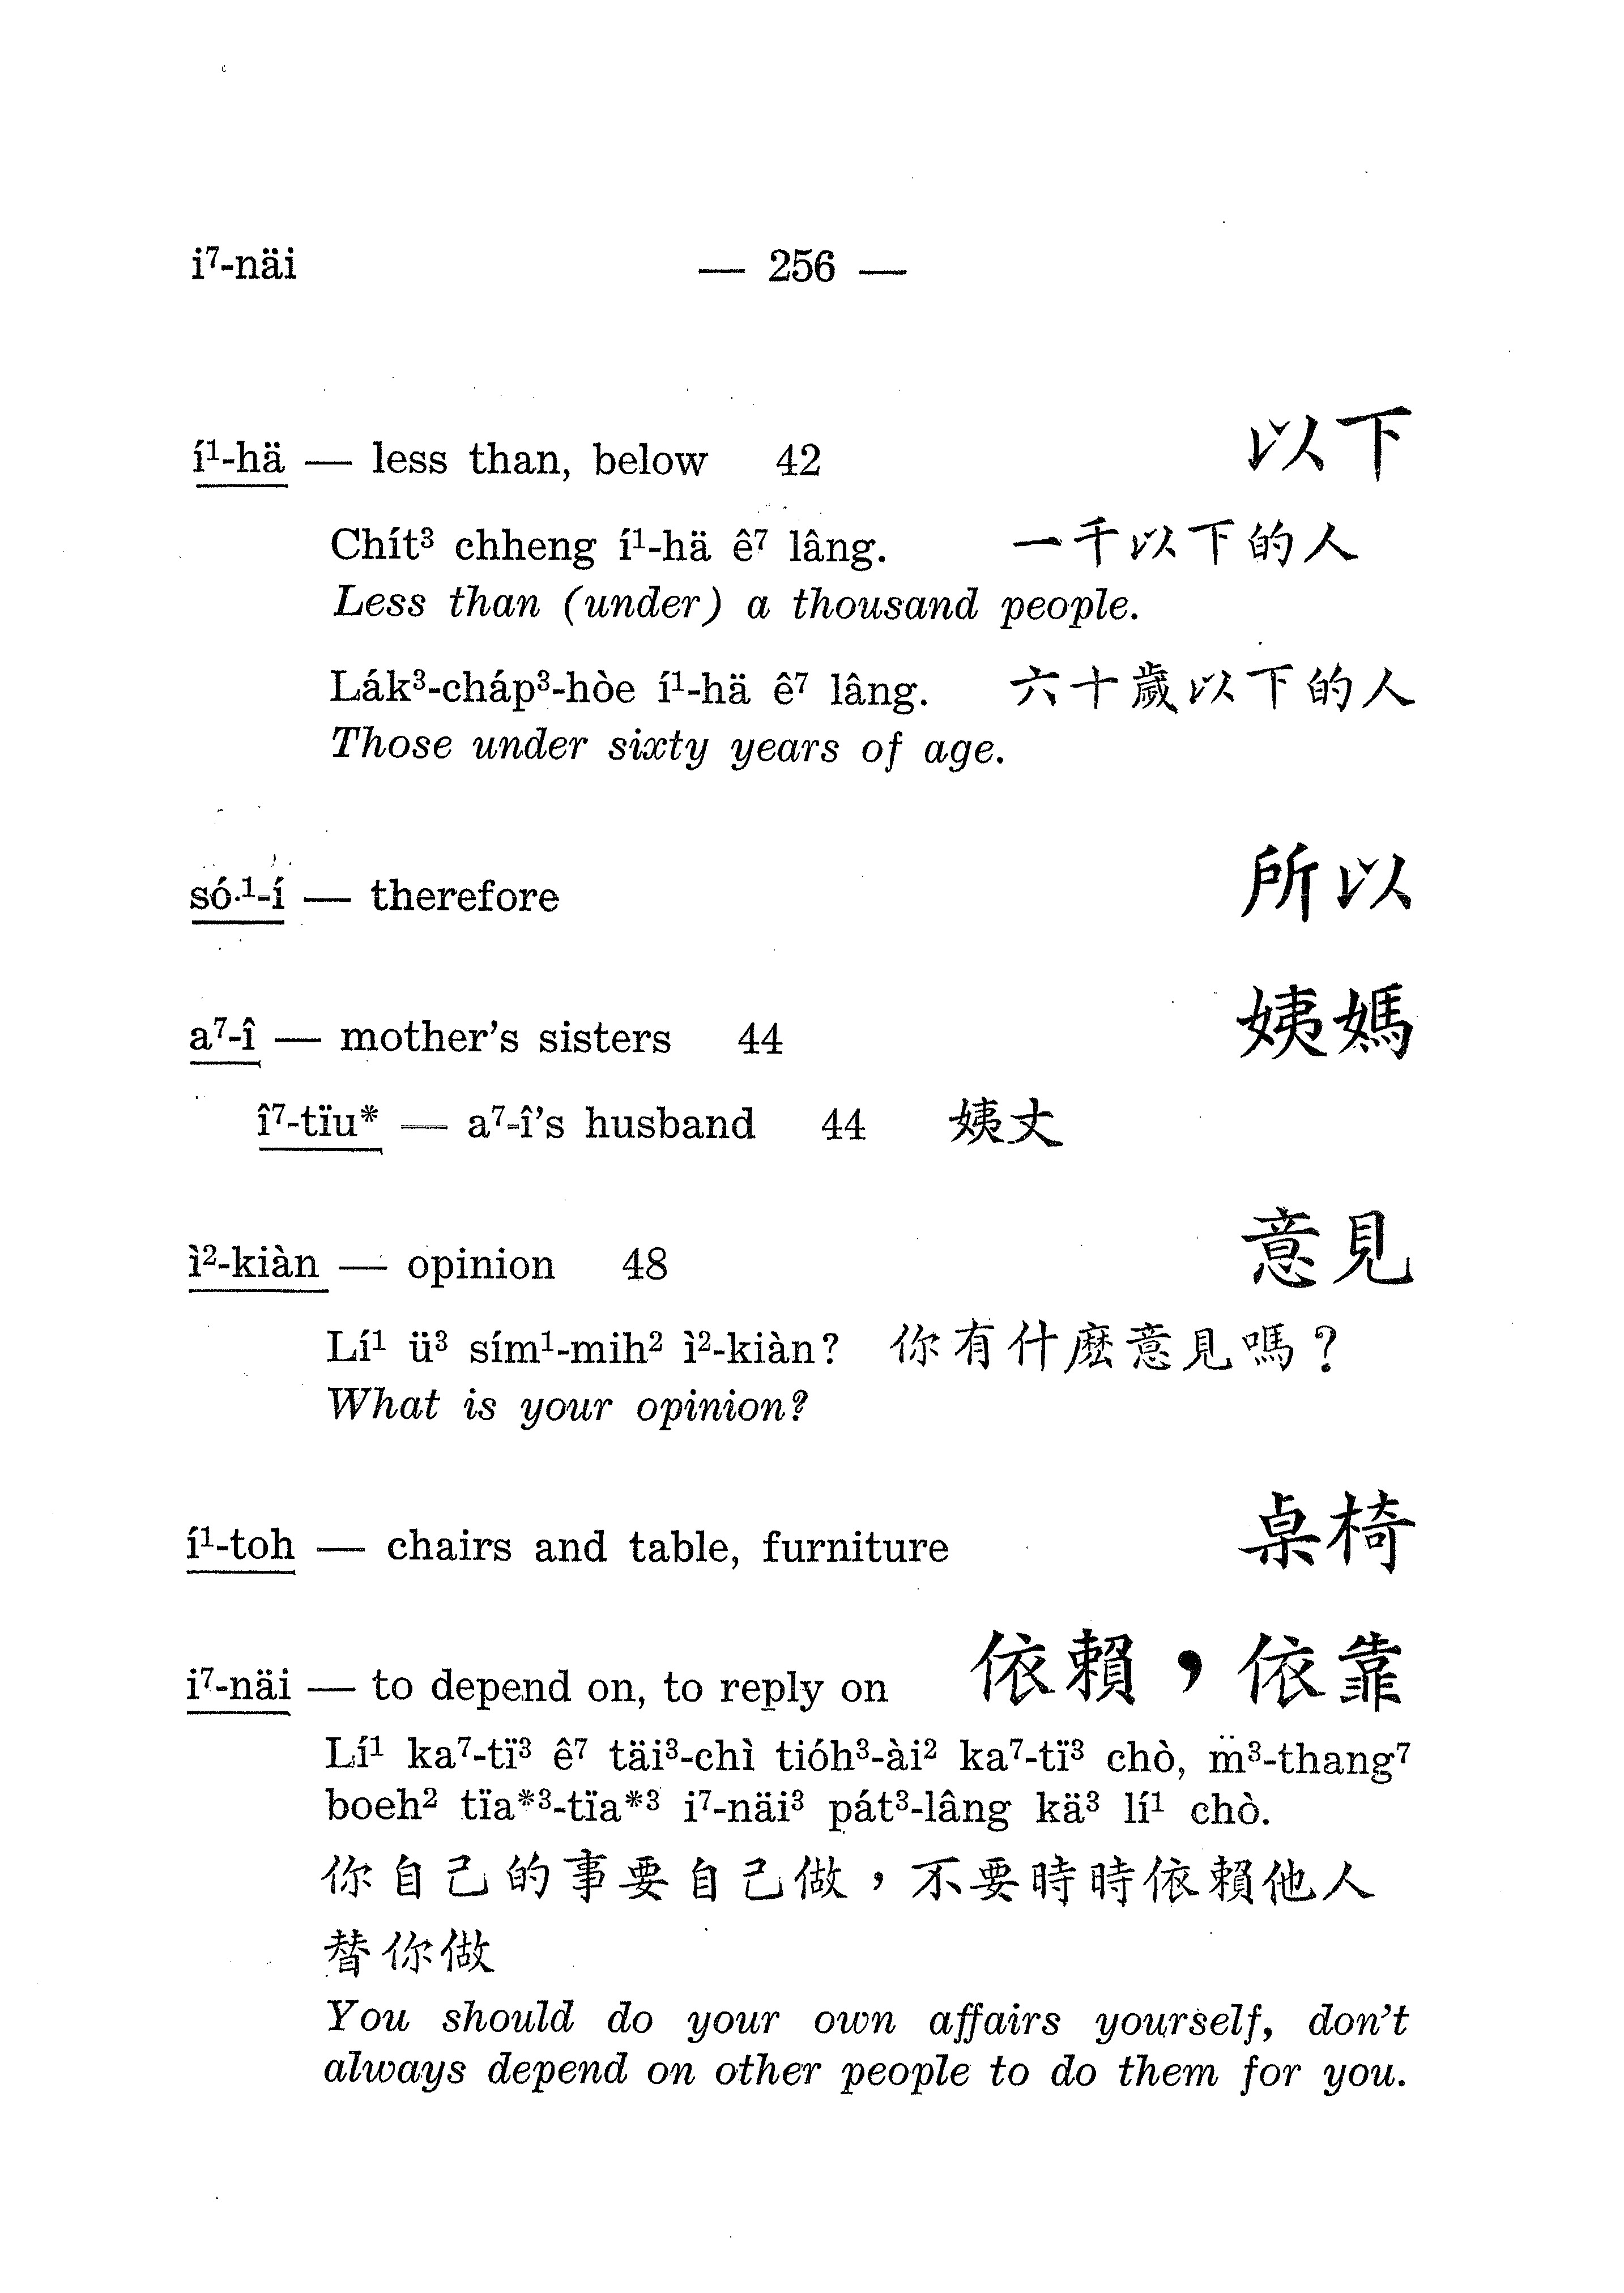 i⁷-näi — 256 —
í¹-hä — less than, below 42 以下
Chít³ chheng í¹-hä ê⁷ lâng. 一千以下的人
Less than (under) a thousand people.
Lák³-cháp³-hòe í¹-hä ê⁷ lâng. 六十歲以下的人
Those under sixty years of age.
só·¹-í — therefore 所以
a⁷-î — mother's sisters 44 姨媽
î⁷-tïu* — a⁷-î's husband 44 姨丈
ì²-kiàn — opinion 48 意見
Lí¹ ü³ sím¹-mih² ì²-kiàn? 你有什麼意見嗎?
What is your opinion?
í¹-toh — chairs and table, furniture 桌椅
i⁷-näi — to depend on, to reply on 依賴,依靠
Lí¹ ka⁷-tï³ ê⁷ täi³-chì tióh³-ài² ka⁷-tï³ chò, m̈³-thang⁷
boeh² tïa*³-tïa*³ i⁷-näi³ pát³-lâng kä³ lí¹ chò.
你自己的事要自己做,不要時時依賴他人
替你做
You should do your own affairs yourself, don't
always depend on other people to do them for you.